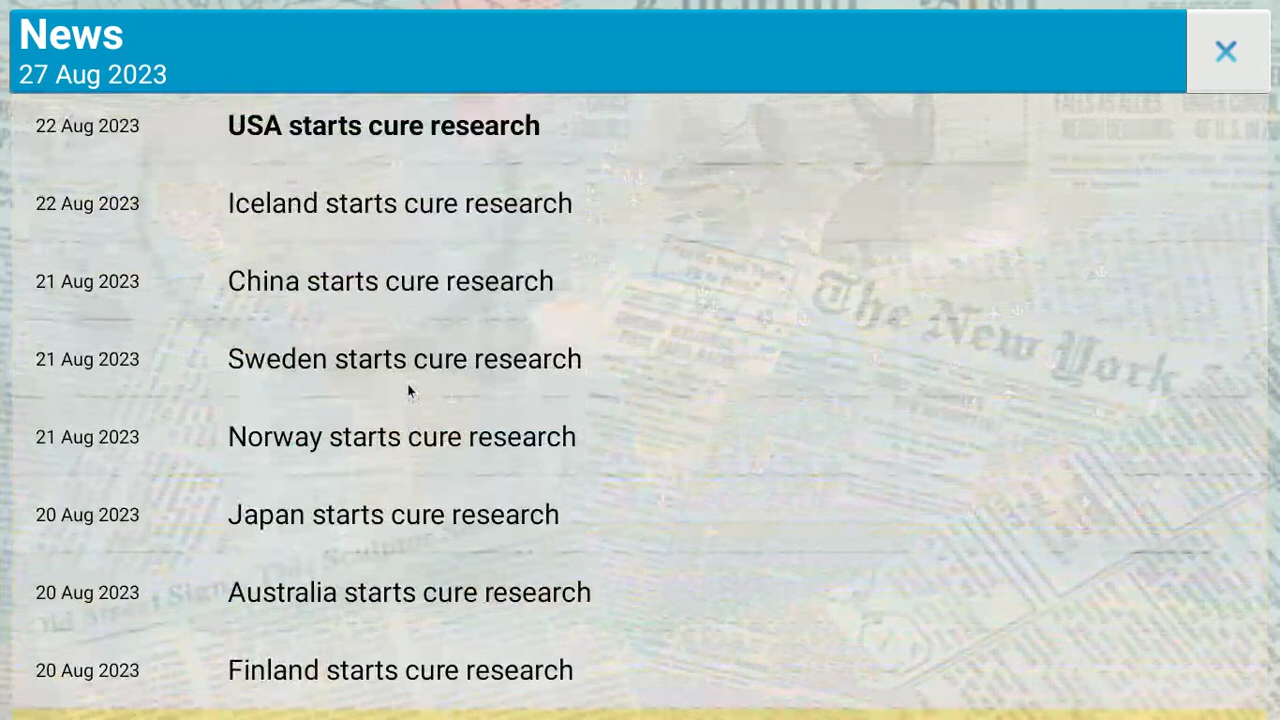 News
27 Aug 2023
22 Aug 2023 USA starts cure research
22 Aug 2023 Iceland starts cure research
21 Aug 2023 China starts cure research
The New York
21 Aug 2023 Sweden starts cure research
21 Aug 2023 Norway starts cure research
20 Aug 2023 Japan starts cure research
20 Aug 2023 Australia starts cure research
20 Aug 2023 Finland starts cure research